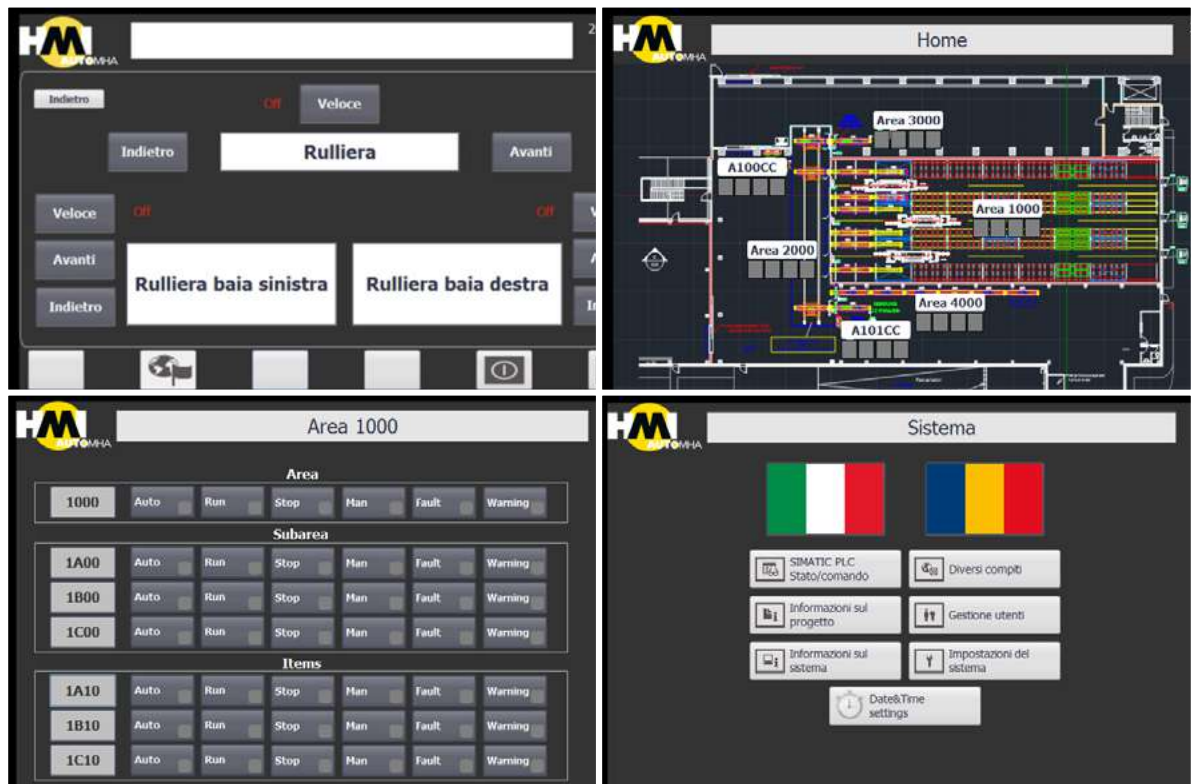 HMI
AUTOMHA
2
Indietro
Off
Veloce
Indietro
Rulliera
Avanti
Veloce
Off
Off
V
Avanti
A
Rulliera baia sinistra
Rulliera baia destra
Indietro
In
HMI
AUTOMHA
Home
Area 3000
A100CC
Area 1000
Area 2000
Area 4000
A101CC
HMI
AUTOMHA
Area 1000
Area
1000 Auto Run Stop Man Fault Warning
Subarea
1A00 Auto Run Stop Man Fault Warning
1B00 Auto Run Stop Man Fault Warning
1C00 Auto Run Stop Man Fault Warning
Items
1A10 Auto Run Stop Man Fault Warning
1B10 Auto Run Stop Man Fault Warning
1C10 Auto Run Stop Man Fault Warning
HMI
AUTOMHA
Sistema
SIMATIC PLC
Stato/comando
Diversi compiti
Informazioni sul
progetto
Gestione utenti
Informazioni sul
sistema
Impostazioni del
sistema
Date&Time
settings